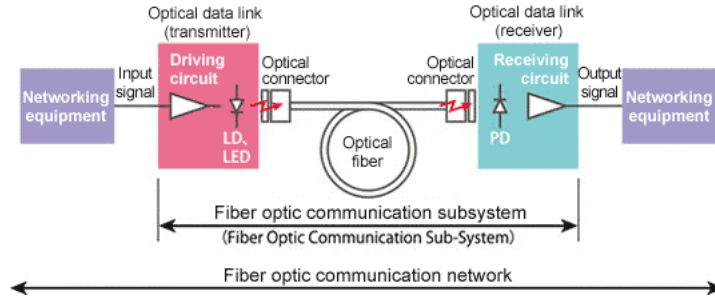 Optical data link
(transmitter)
Optical data link
(receiver)
Networking
equipment
Input
signal
Driving
circuit
LD、
LED
Optical
connector
Optical
fiber
Optical
connector
Receiving
circuit
PD
Output
signal
Networking
equipment
Fiber optic communication subsystem
(Fiber Optic Communication Sub-System)
Fiber optic communication network